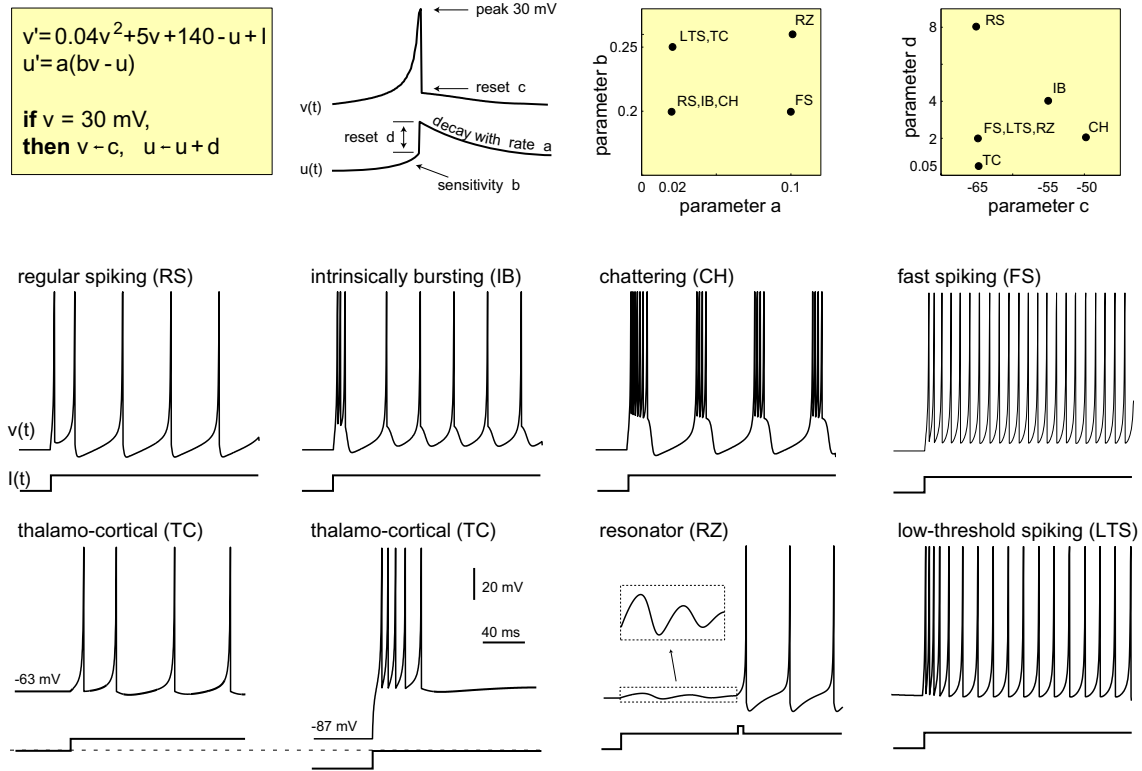 v'= 0.04v²+5v+140 - u + I
u'= a(bv - u)
if v = 30 mV,
then v←c, u←u + d
peak 30 mV
reset c
v(t)
reset d
decay with rate a
u(t)
sensitivity b
parameter b
0.25
0.2
LTS,TC
RZ
RS,IB,CH
FS
0 0.02 0.1
parameter a
parameter d
8
4
2
0.05
RS
IB
FS,LTS,RZ
CH
TC
-65 -55 -50
parameter c
regular spiking (RS)
intrinsically bursting (IB)
chattering (CH)
fast spiking (FS)
v(t)
I(t)
thalamo-cortical (TC)
thalamo-cortical (TC)
resonator (RZ)
low-threshold spiking (LTS)
-63 mV
-87 mV
20 mV
40 ms